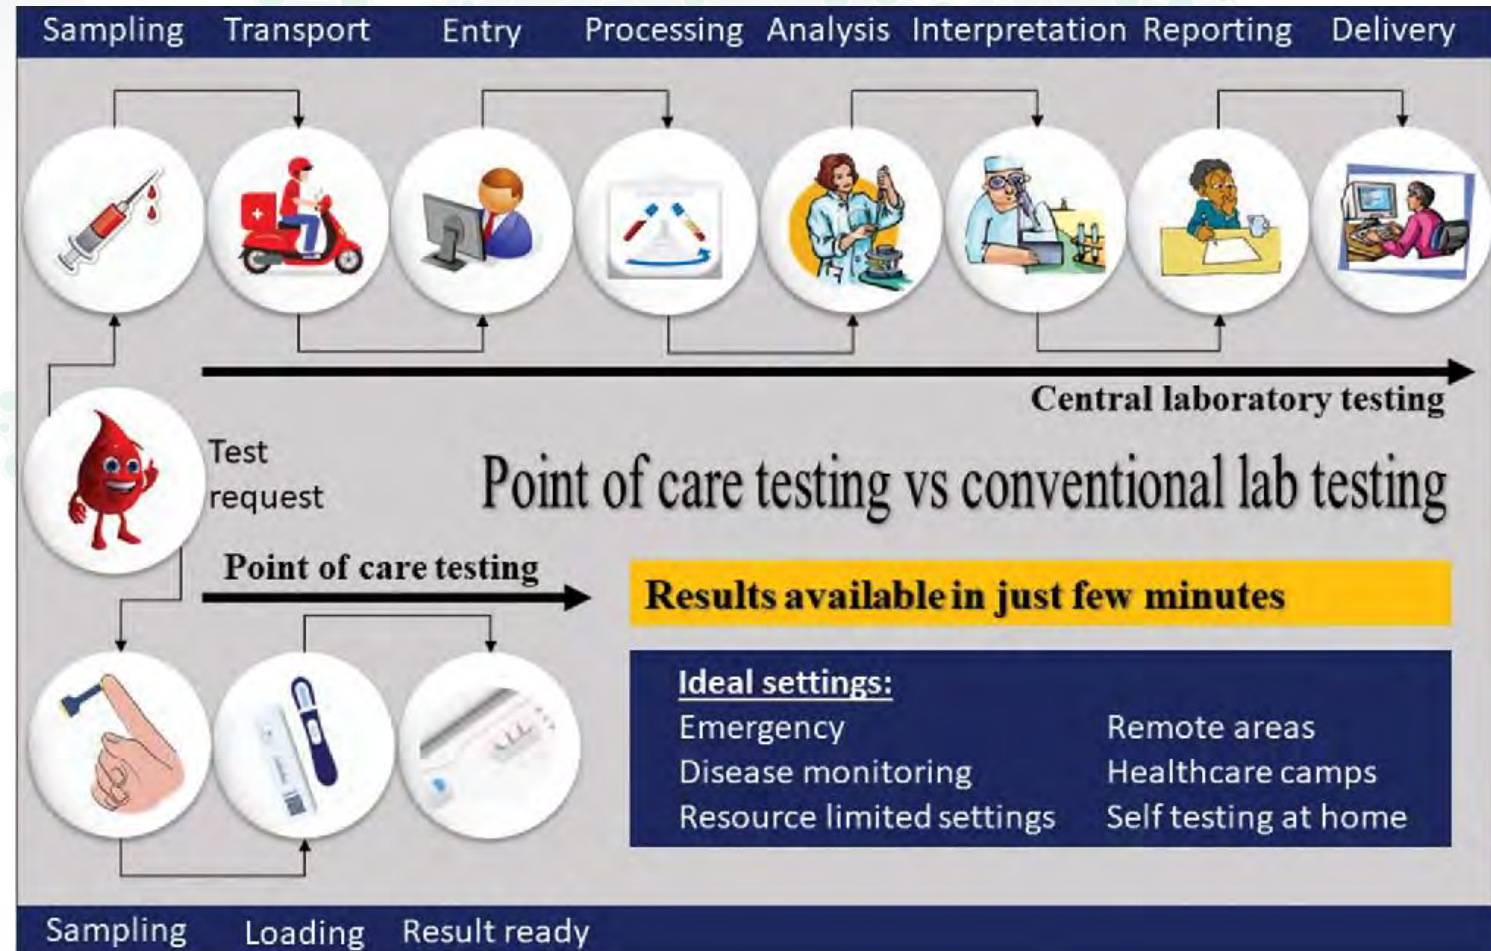 Sampling Transport Entry Processing Analysis Interpretation Reporting Delivery
Central laboratory testing
Test
request
Point of care testing vs conventional lab testing
Point of care testing
Results available in just few minutes
Ideal settings:
Emergency Remote areas
Disease monitoring Healthcare camps
Resource limited settings Self testing at home
Sampling Loading Result ready